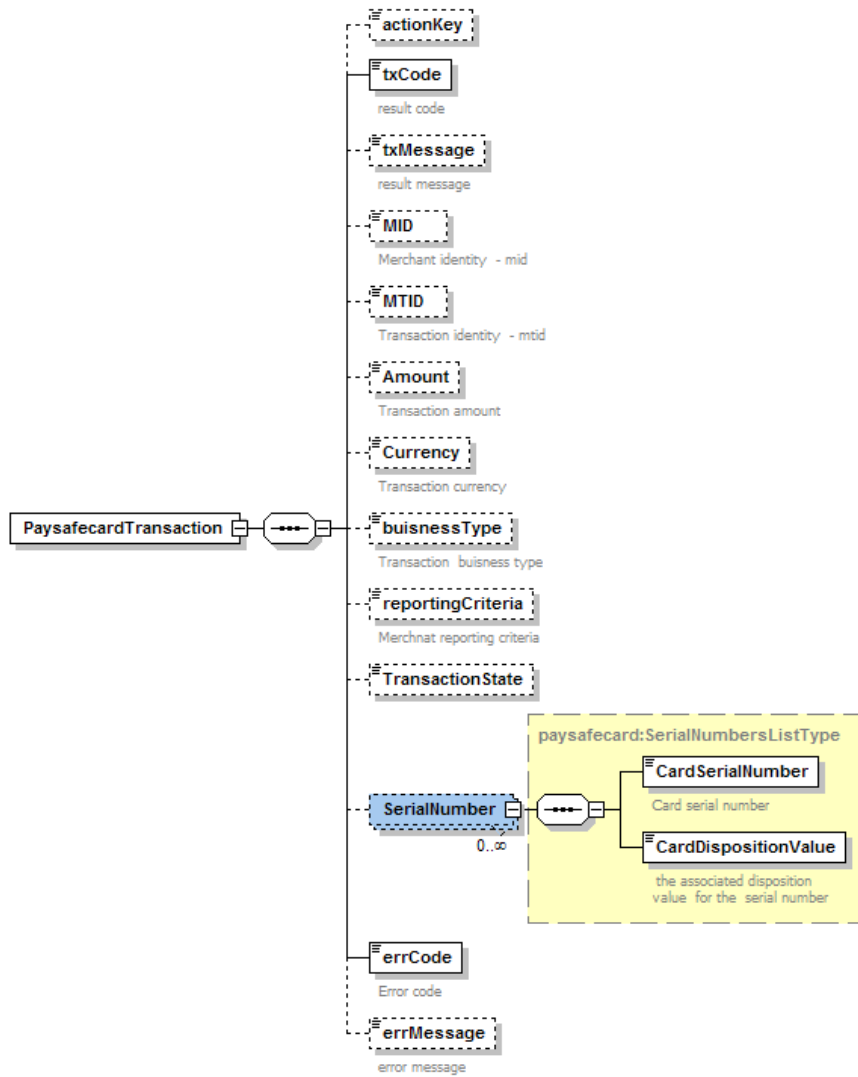 actionKey
txCode
result code
txMessage
result message
MID
Merchant identity  - mid
MTID
Transaction identity  - mtid
Amount
Transaction amount
Currency
Transaction currency
PaysafecardTransaction
buisnessType
Transaction  buisness type
reportingCriteria
Merchnat reporting criteria
TransactionState
paysafecard:SerialNumbersListType
CardSerialNumber
Card serial number
SerialNumber
0..∞
CardDispositionValue
the associated disposition
value  for the  serial number
errCode
Error code
errMessage
error message